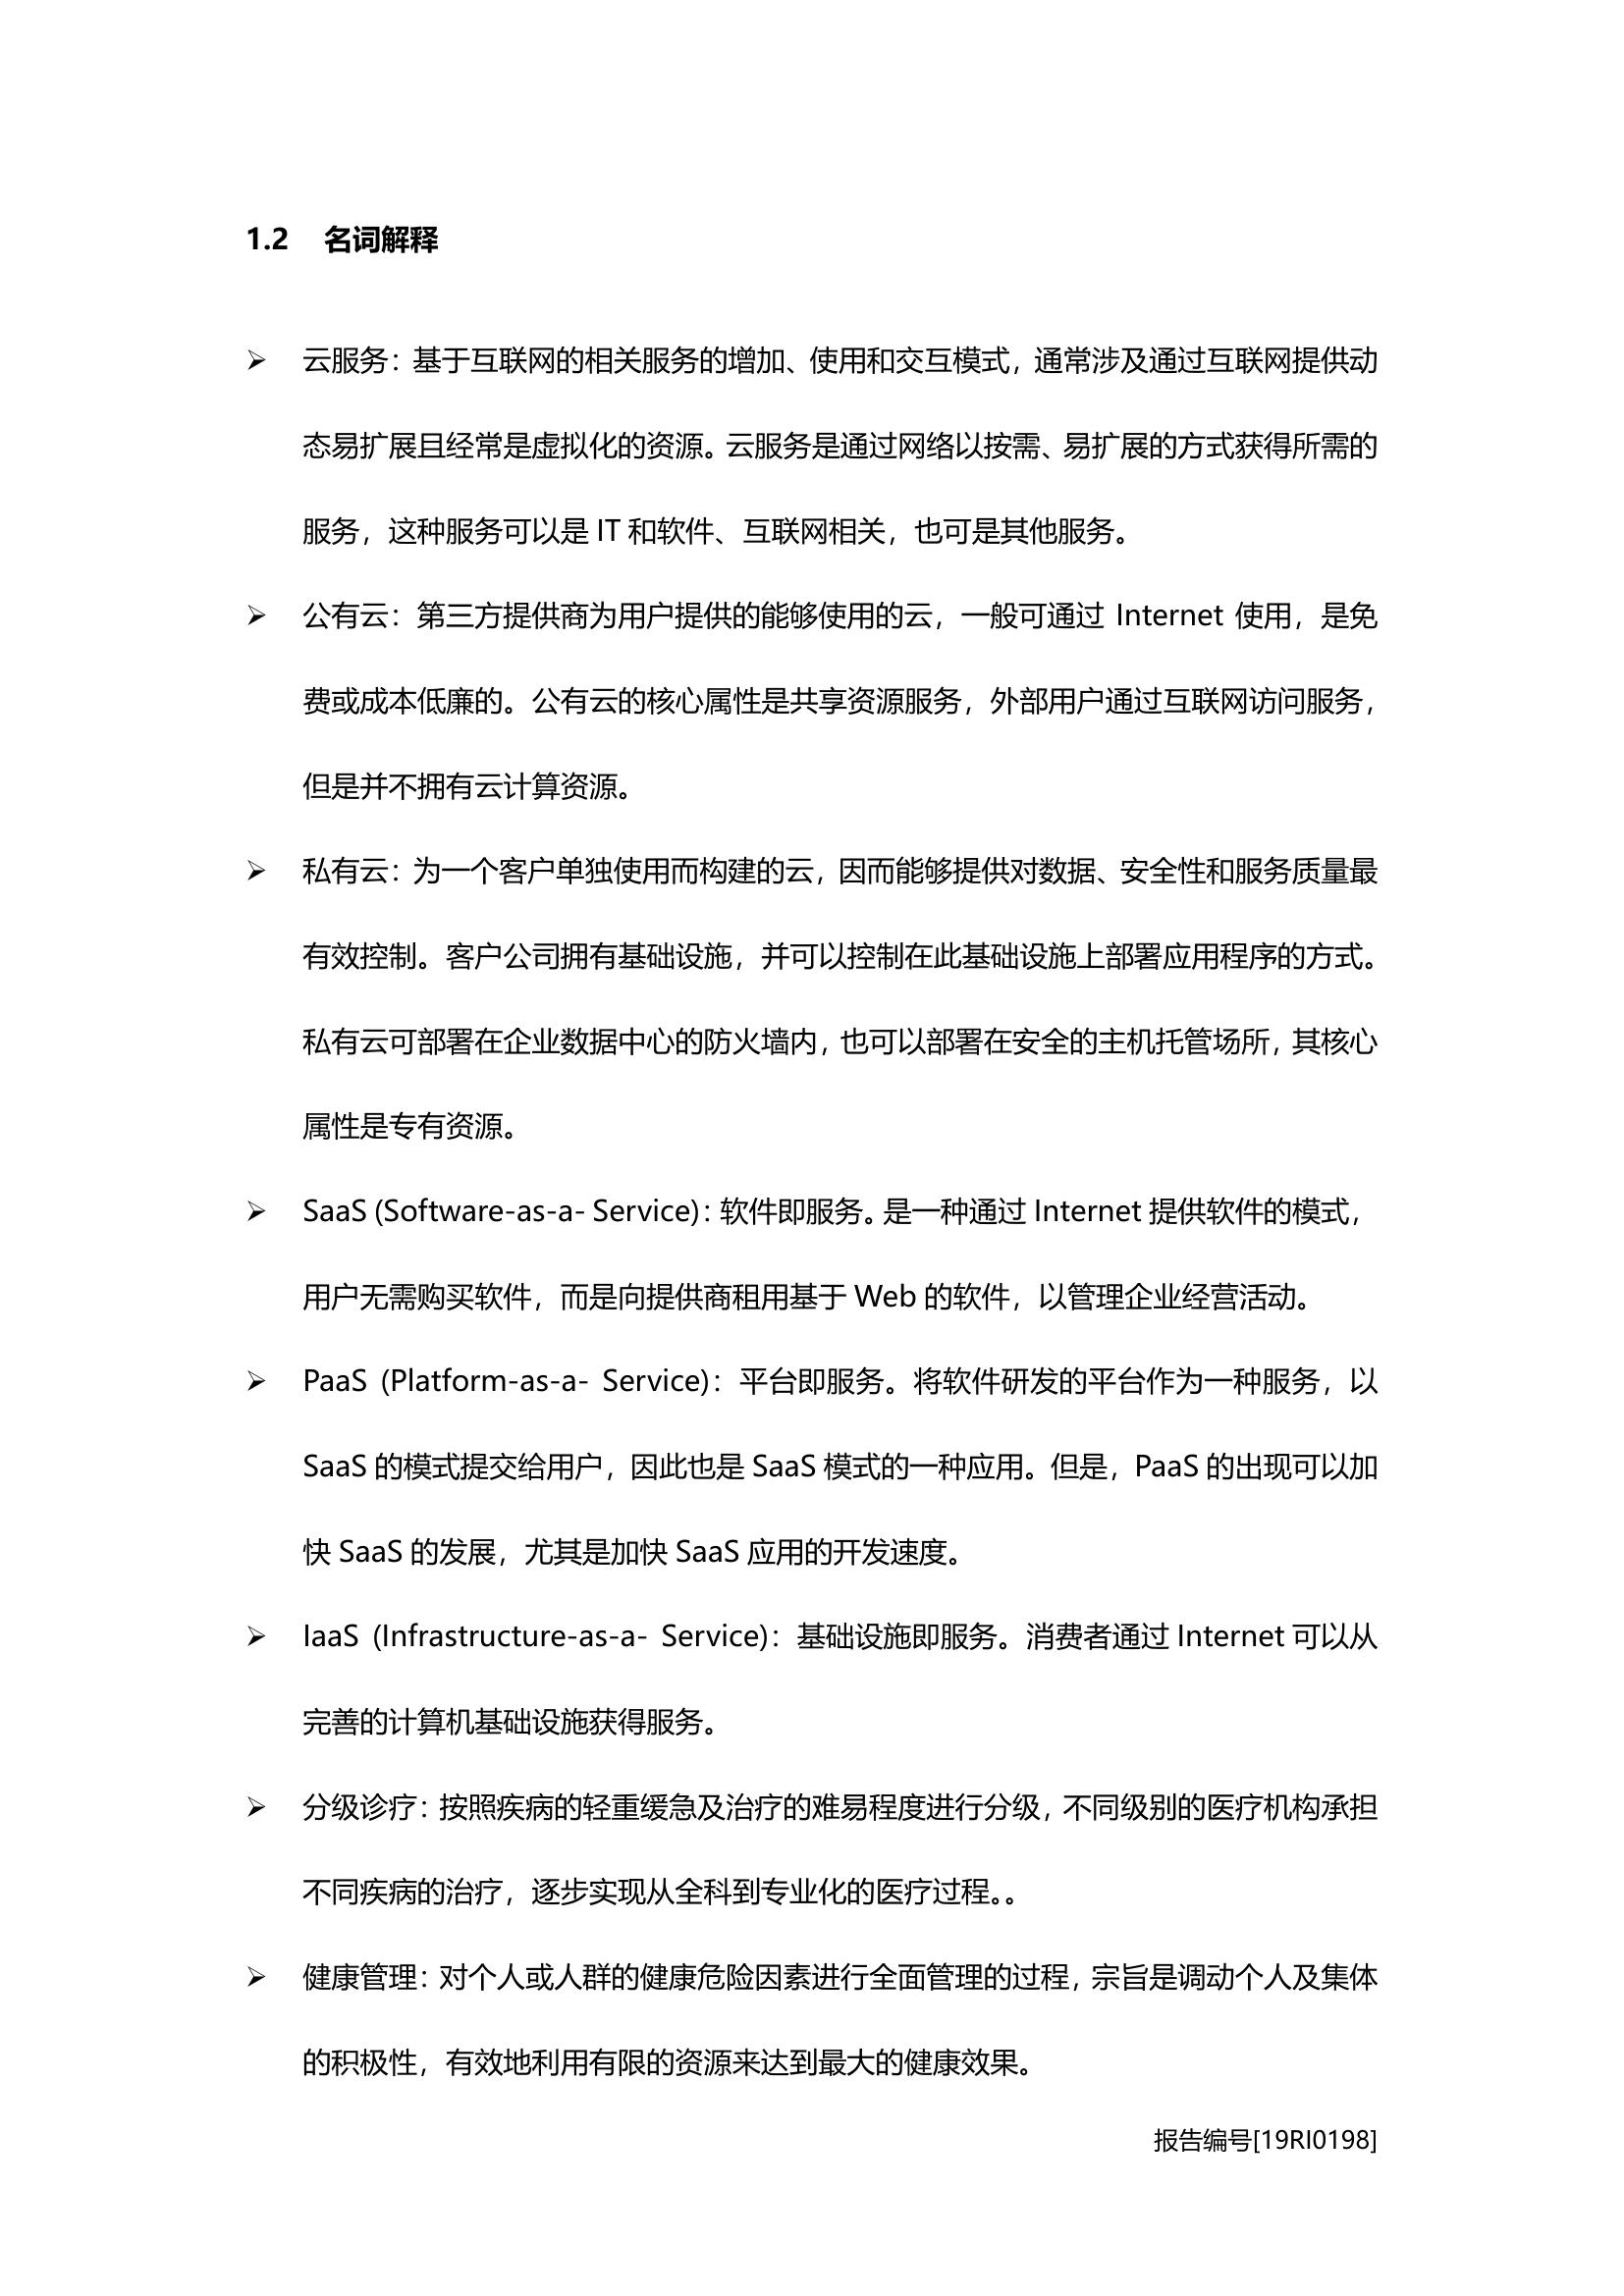 1.2 名词解释
➢ 云服务：基于互联网的相关服务的增加、使用和交互模式，通常涉及通过互联网提供动
态易扩展且经常是虚拟化的资源。云服务是通过网络以按需、易扩展的方式获得所需的
服务，这种服务可以是 IT 和软件、互联网相关，也可是其他服务。
➢ 公有云：第三方提供商为用户提供的能够使用的云，一般可通过 Internet 使用，是免
费或成本低廉的。公有云的核心属性是共享资源服务，外部用户通过互联网访问服务，
但是并不拥有云计算资源。
➢ 私有云：为一个客户单独使用而构建的云，因而能够提供对数据、安全性和服务质量最
有效控制。客户公司拥有基础设施，并可以控制在此基础设施上部署应用程序的方式。
私有云可部署在企业数据中心的防火墙内，也可以部署在安全的主机托管场所，其核心
属性是专有资源。
➢ SaaS (Software-as-a- Service)：软件即服务。是一种通过 Internet 提供软件的模式，
用户无需购买软件，而是向提供商租用基于 Web 的软件，以管理企业经营活动。
➢ PaaS (Platform-as-a- Service)：平台即服务。将软件研发的平台作为一种服务，以
SaaS 的模式提交给用户，因此也是 SaaS 模式的一种应用。但是，PaaS 的出现可以加
快 SaaS 的发展，尤其是加快 SaaS 应用的开发速度。
➢ IaaS (Infrastructure-as-a- Service)：基础设施即服务。消费者通过 Internet 可以从
完善的计算机基础设施获得服务。
➢ 分级诊疗：按照疾病的轻重缓急及治疗的难易程度进行分级，不同级别的医疗机构承担
不同疾病的治疗，逐步实现从全科到专业化的医疗过程。。
➢ 健康管理：对个人或人群的健康危险因素进行全面管理的过程，宗旨是调动个人及集体
的积极性，有效地利用有限的资源来达到最大的健康效果。
报告编号[19RI0198]